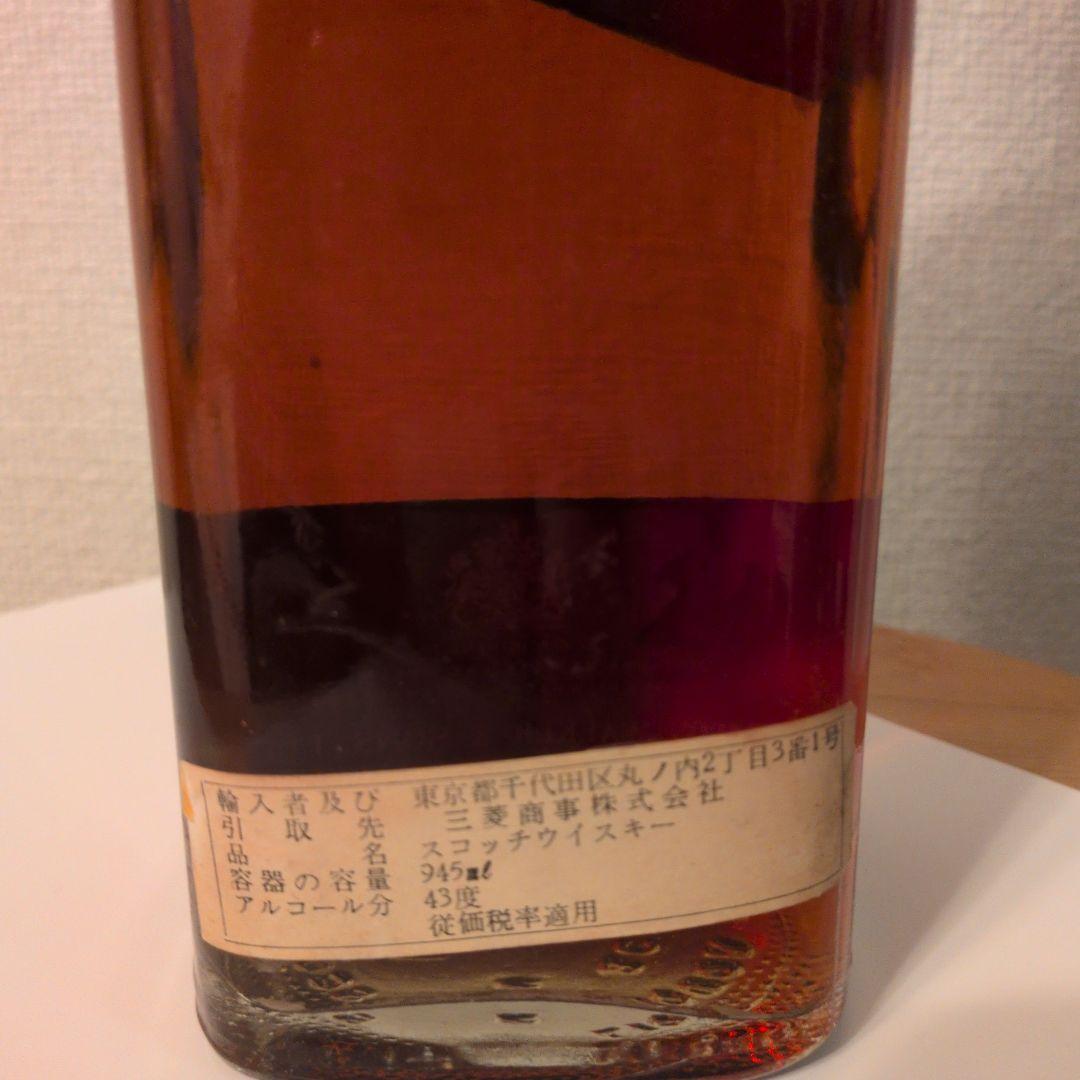 輸入者及び 東京都千代田区丸ノ内2丁目3番1号
引取先 三菱商事株式会社
品名 スコッチウイスキー
容器の容量 945ml
アルコール分 43度
従価税率適用